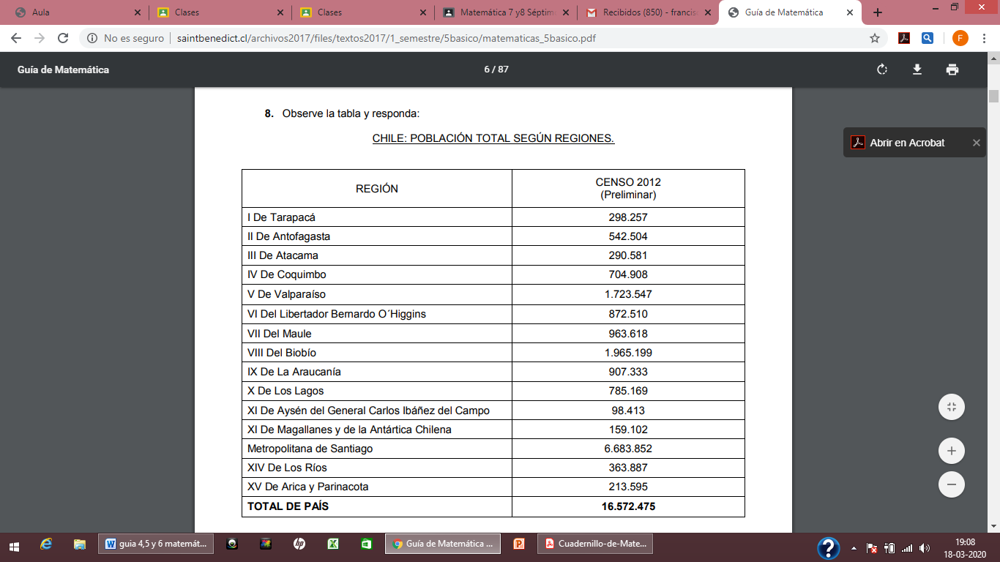 Aula
Clases
Clases
Matemática 7 y8 Séptim
Recibidos (850) - francis
Guía de Matemática
No es seguro | saintbenedict.cl/archivos2017/files/textos2017/1_semestre/5basico/matematicas_5basico.pdf
F
Guía de Matemática
6 / 87
Abrir en Acrobat
8. Observe la tabla y responda:
CHILE: POBLACIÓN TOTAL SEGÚN REGIONES.
REGIÓN
CENSO 2012
(Preliminar)
I De Tarapacá 298.257
II De Antofagasta 542.504
III De Atacama 290.581
IV De Coquimbo 704.908
V De Valparaíso 1.723.547
VI Del Libertador Bernardo O´Higgins 872.510
VII Del Maule 963.618
VIII Del Biobío 1.965.199
IX De La Araucanía 907.333
X De Los Lagos 785.169
XI De Aysén del General Carlos Ibáñez del Campo 98.413
XI De Magallanes y de la Antártica Chilena 159.102
Metropolitana de Santiago 6.683.852
XIV De Los Ríos 363.887
XV De Arica y Parinacota 213.595
TOTAL DE PAÍS 16.572.475
guia 4,5 y 6 matemát...
Guía de Matemática ...
Cuadernillo-de-Mate...
19:08
18-03-2020